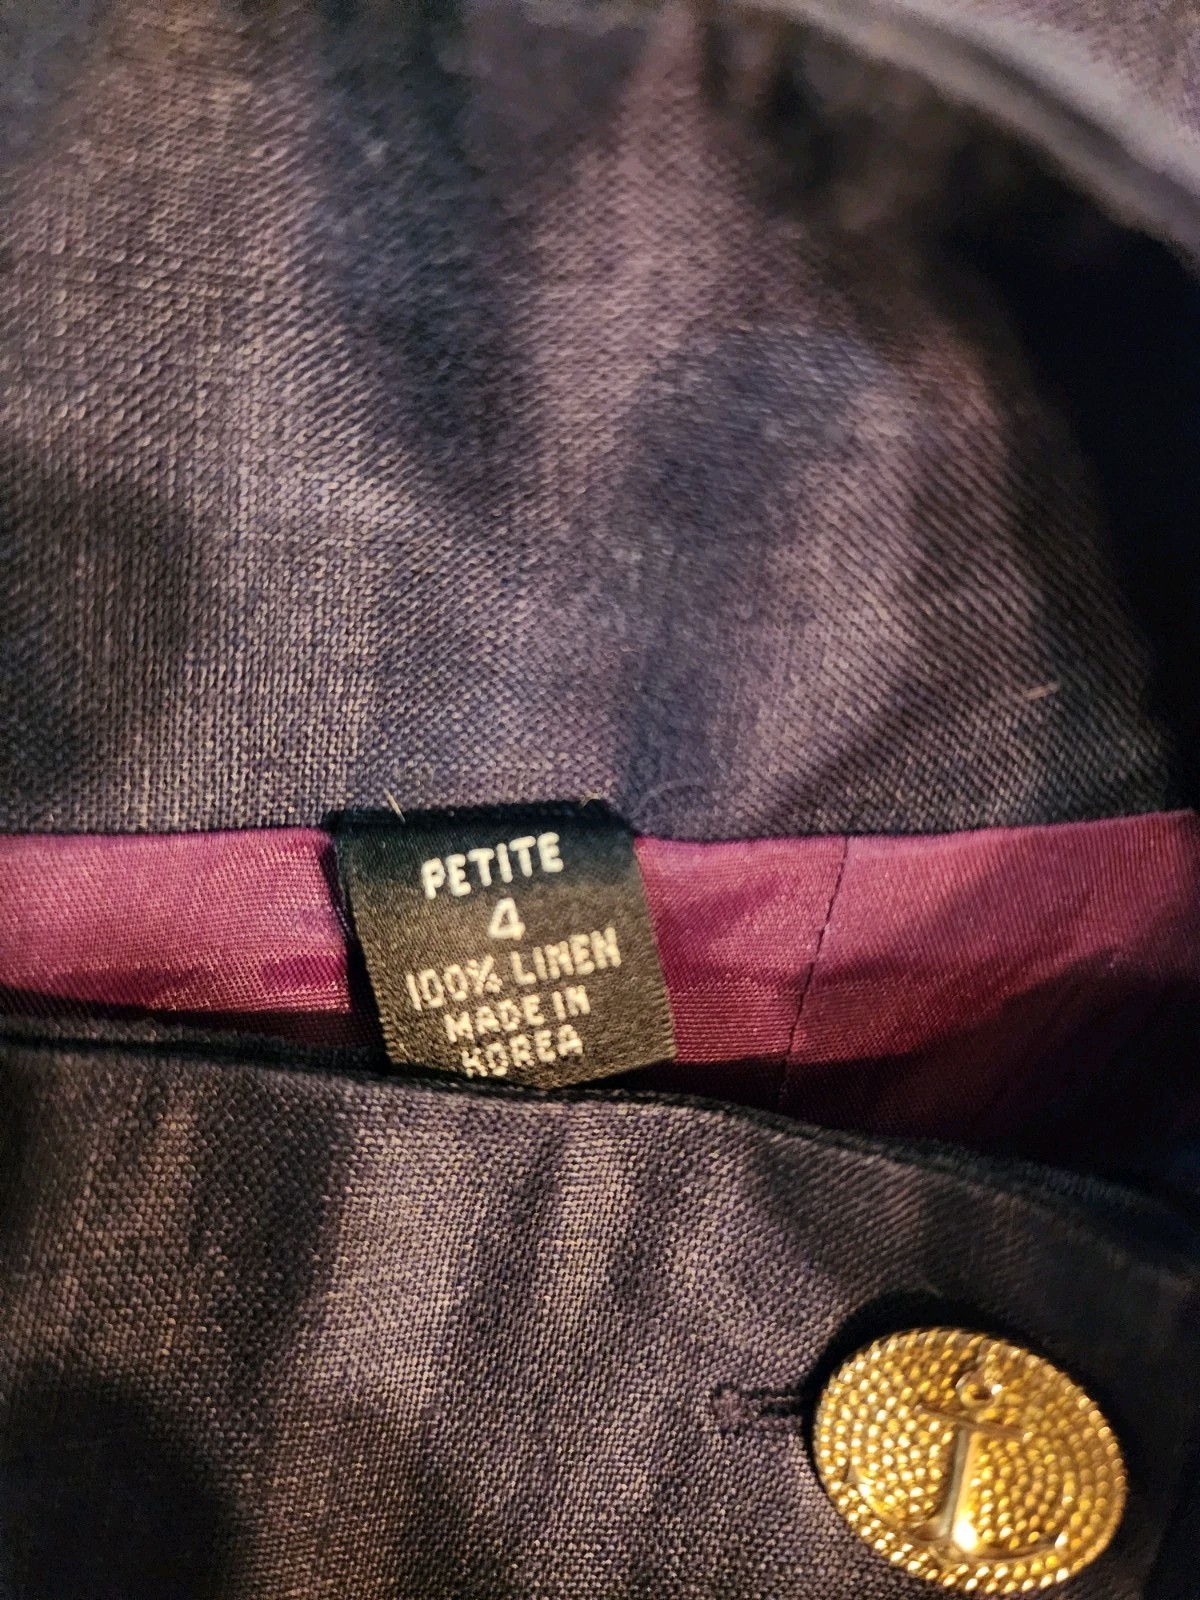 PETITE
4
100% LINEN
MADE IN
KOREA